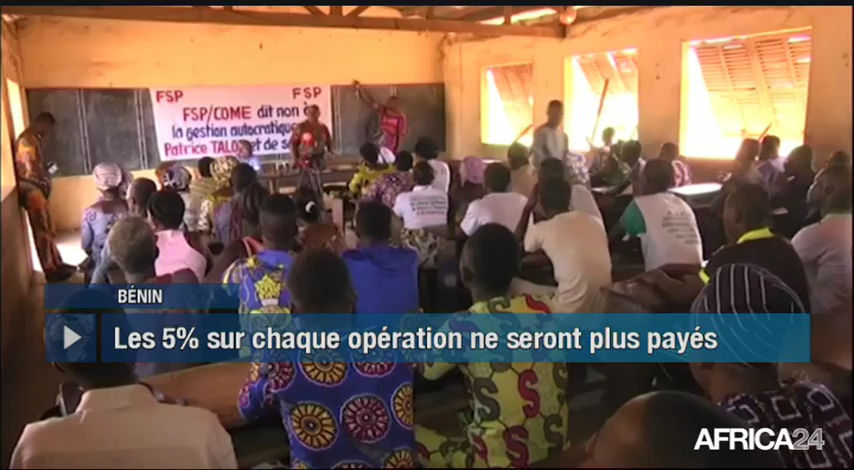 FSP FSP
FSP/COME dit non à
la gestion autocratique
Patrice TALON et de s
BÉNIN
Les 5% sur chaque opération ne seront plus payés
AFRICA24